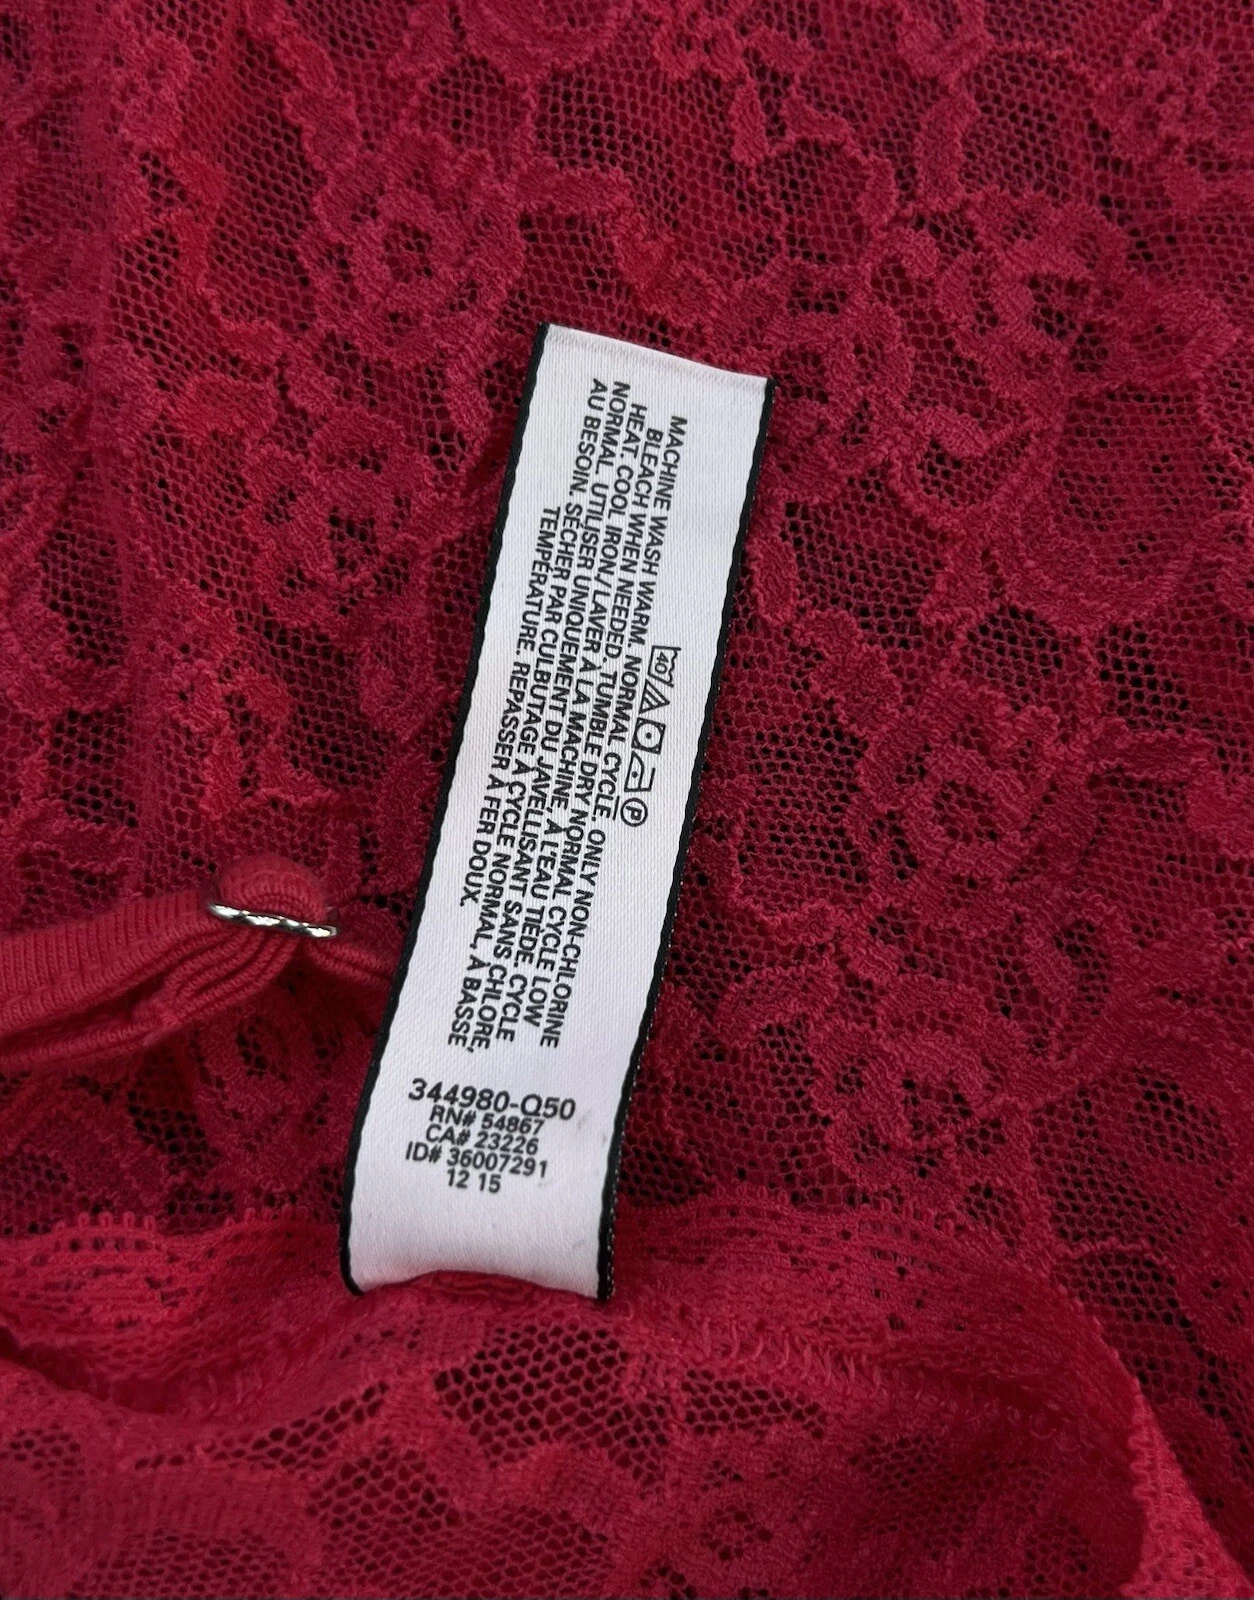 MACHINE WASH WARM. NORMAL CYCLE. ONLY NON-CHLORINE
BLEACH WHEN NEEDED. TUMBLE DRY NORMAL CYCLE LOW
HEAT. COOL IRON/LAVER À LA MACHINE, À L'EAU TIÈDE, CYCLE
NORMAL. UTILISER UNIQUEMENT DU JAVELLISANT SANS CHLORE,
AU BESOIN. SÉCHER PAR CULBUTAGE À CYCLE NORMAL, À BASSE,
TEMPÉRATURE. REPASSER À FER DOUX.
40
P
344980-Q50
RN# 54867
CA# 23226
ID# 36007291
12 15